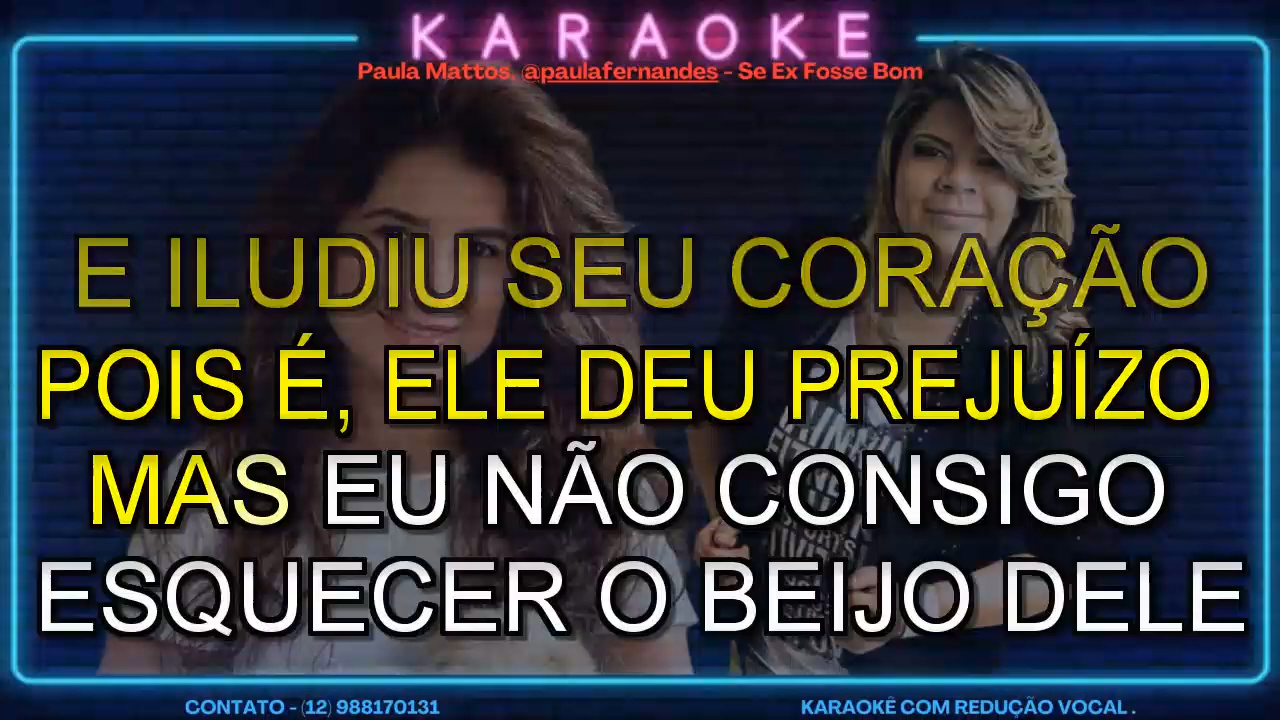 KARAOKE
Paula Mattos. @paulafernandes - Se Ex Fosse Bom
E ILUDIU SEU CORAÇÃO
POIS É, ELE DEU PREJUÍZO
MAS EU NÃO CONSIGO
ESQUECER O BEIJO DELE
CONTATO - (12) 988170131
KARAOKÊ COM REDUÇÃO VOCAL .